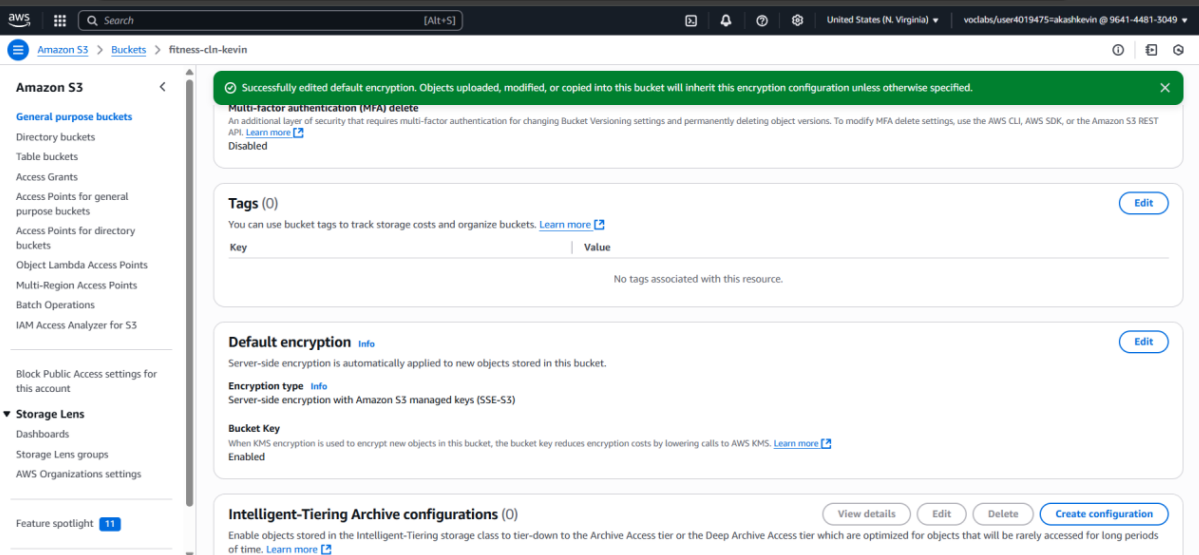 aws
Search
[Alt+S]
United States (N. Virginia) ▼
voclabs/user4019475=akashkevin @ 9641-4481-3049 ▼
Amazon S3 > Buckets > fitness-cln-kevin
Amazon S3
General purpose buckets
Directory buckets
Table buckets
Access Grants
Access Points for general
purpose buckets
Access Points for directory
buckets
Object Lambda Access Points
Multi-Region Access Points
Batch Operations
IAM Access Analyzer for S3
Block Public Access settings for
this account
▼ Storage Lens
Dashboards
Storage Lens groups
AWS Organizations settings
Feature spotlight 11
Successfully edited default encryption. Objects uploaded, modified, or copied into this bucket will inherit this encryption configuration unless otherwise specified.
Multi-factor authentication (MFA) delete
An additional layer of security that requires multi-factor authentication for changing Bucket Versioning settings and permanently deleting object versions. To modify MFA delete settings, use the AWS CLI, AWS SDK, or the Amazon S3 REST
API. Learn more
Disabled
Tags (0)
Edit
You can use bucket tags to track storage costs and organize buckets. Learn more
Key
Value
No tags associated with this resource.
Default encryption Info
Edit
Server-side encryption is automatically applied to new objects stored in this bucket.
Encryption type Info
Server-side encryption with Amazon S3 managed keys (SSE-S3)
Bucket Key
When KMS encryption is used to encrypt new objects in this bucket, the bucket key reduces encryption costs by lowering calls to AWS KMS. Learn more
Enabled
Intelligent-Tiering Archive configurations (0)
View details
Edit
Delete
Create configuration
Enable objects stored in the Intelligent-Tiering storage class to tier-down to the Archive Access tier or the Deep Archive Access tier which are optimized for objects that will be rarely accessed for long periods
of time. Learn more